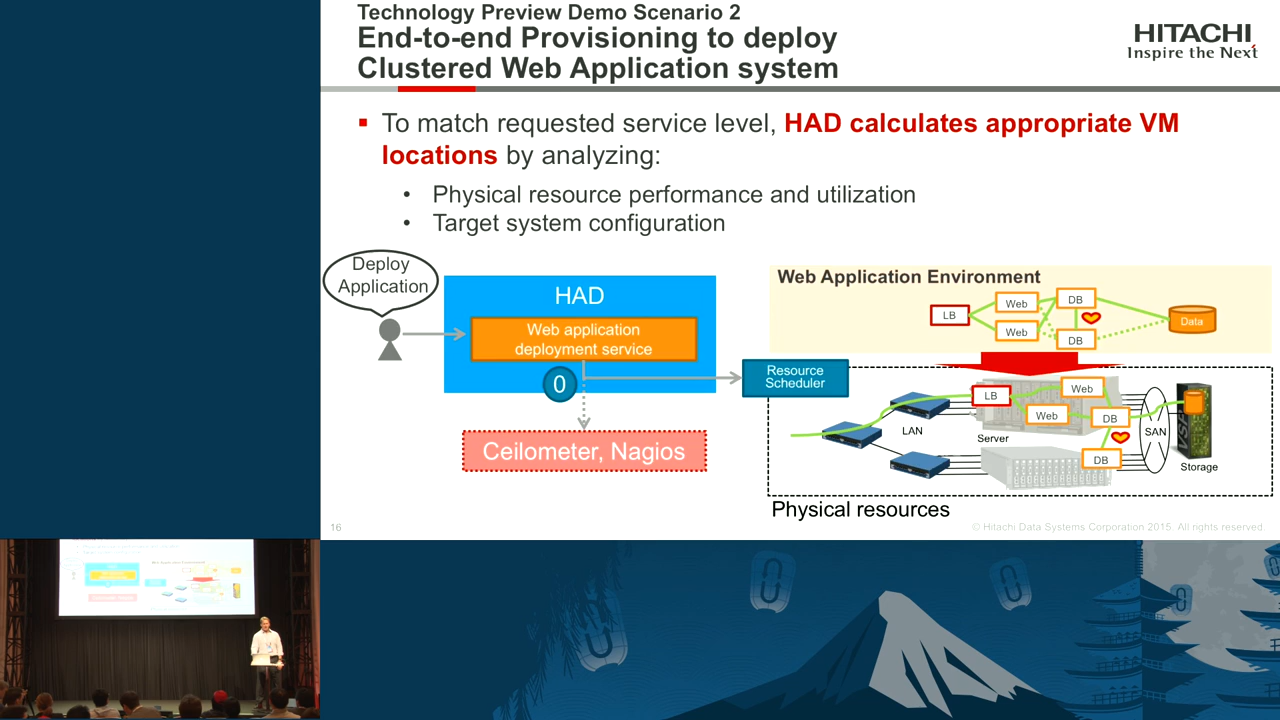 Technology Preview Demo Scenario 2
End-to-end Provisioning to deploy
Clustered Web Application system
HITACHI
Inspire the Next
▪ To match requested service level, HAD calculates appropriate VM
locations by analyzing:
• Physical resource performance and utilization
• Target system configuration
Deploy
Application
HAD
Web application
deployment service
0
Ceilometer, Nagios
Resource
Scheduler
Web Application Environment
LB
Web
Web
DB
DB
Data
LB
Web
Web
DB
DB
LAN
Server
SAN
Storage
Physical resources
16
© Hitachi Data Systems Corporation 2015. All rights reserved.